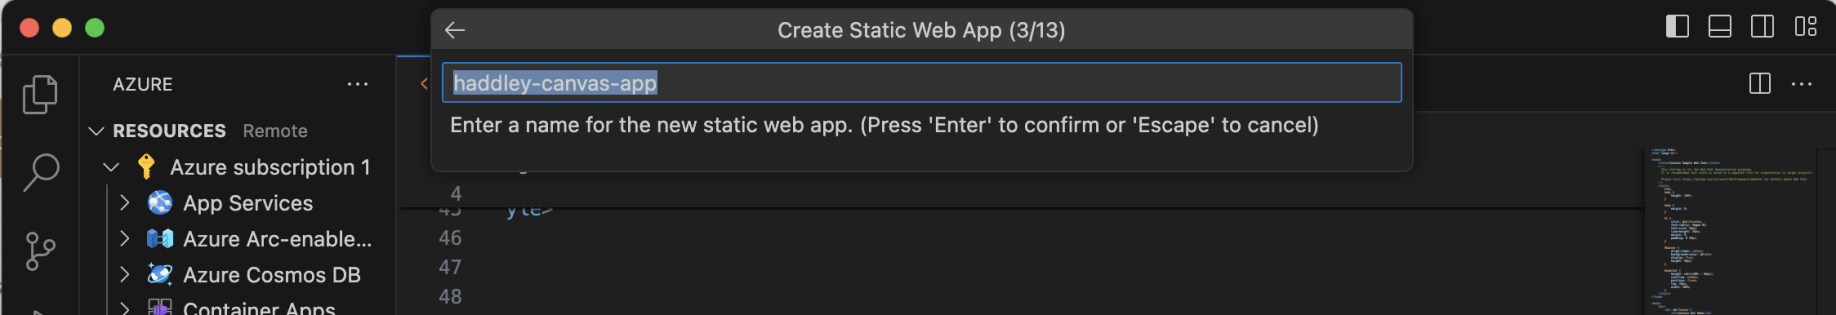 Create Static Web App (3/13)
haddley-canvas-app
Enter a name for the new static web app. (Press 'Enter' to confirm or 'Escape' to cancel)
AZURE
RESOURCES Remote
Azure subscription 1
App Services
Azure Arc-enable...
Azure Cosmos DB
Container Apps
4
45 yle>
46
47
48